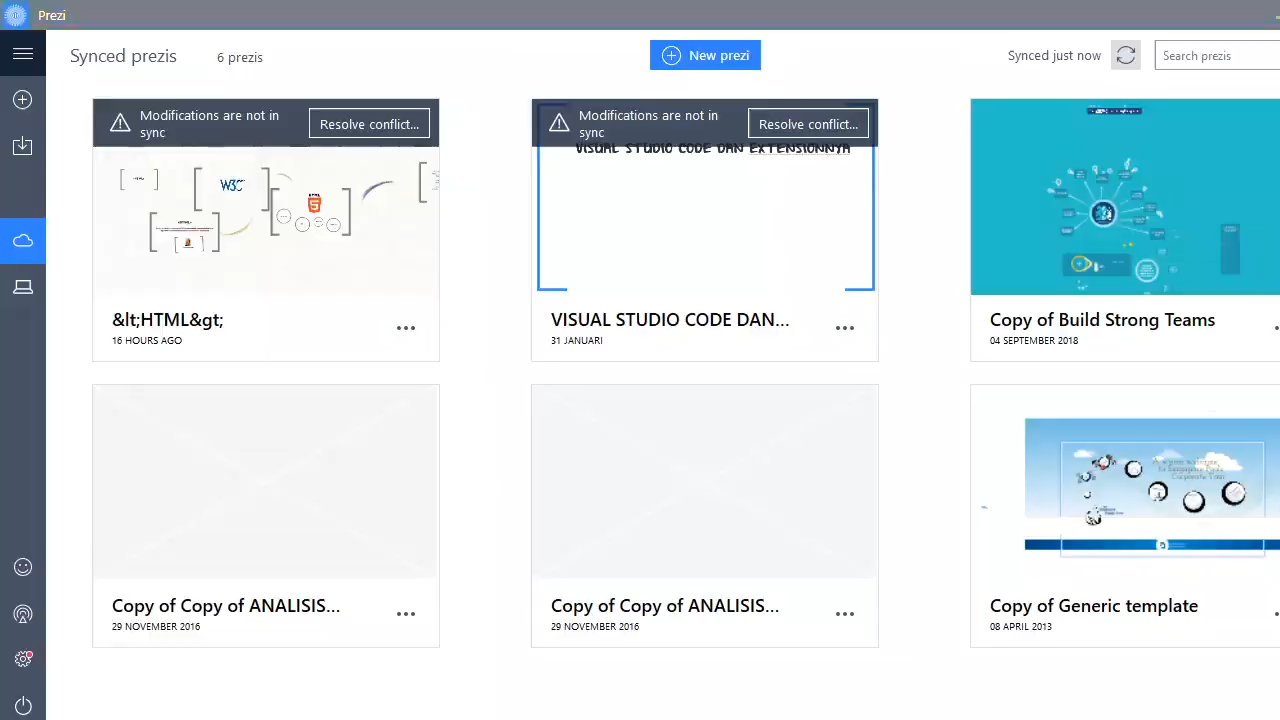 Prezi
Synced prezis
6 prezis
New prezi
Synced just now
Search prezis
Modifications are not in
sync
Resolve conflict...
W3C
HTML
5
&lt;HTML&gt;
16 HOURS AGO
Modifications are not in
sync
Resolve conflict...
VISUAL STUDIO CODE DAN EXTENSIONNYA
VISUAL STUDIO CODE DAN...
31 JANUARI
Copy of Build Strong Teams
04 SEPTEMBER 2018
Copy of Copy of ANALISIS...
29 NOVEMBER 2016
Copy of Copy of ANALISIS...
29 NOVEMBER 2016
Copy of Generic template
08 APRIL 2013